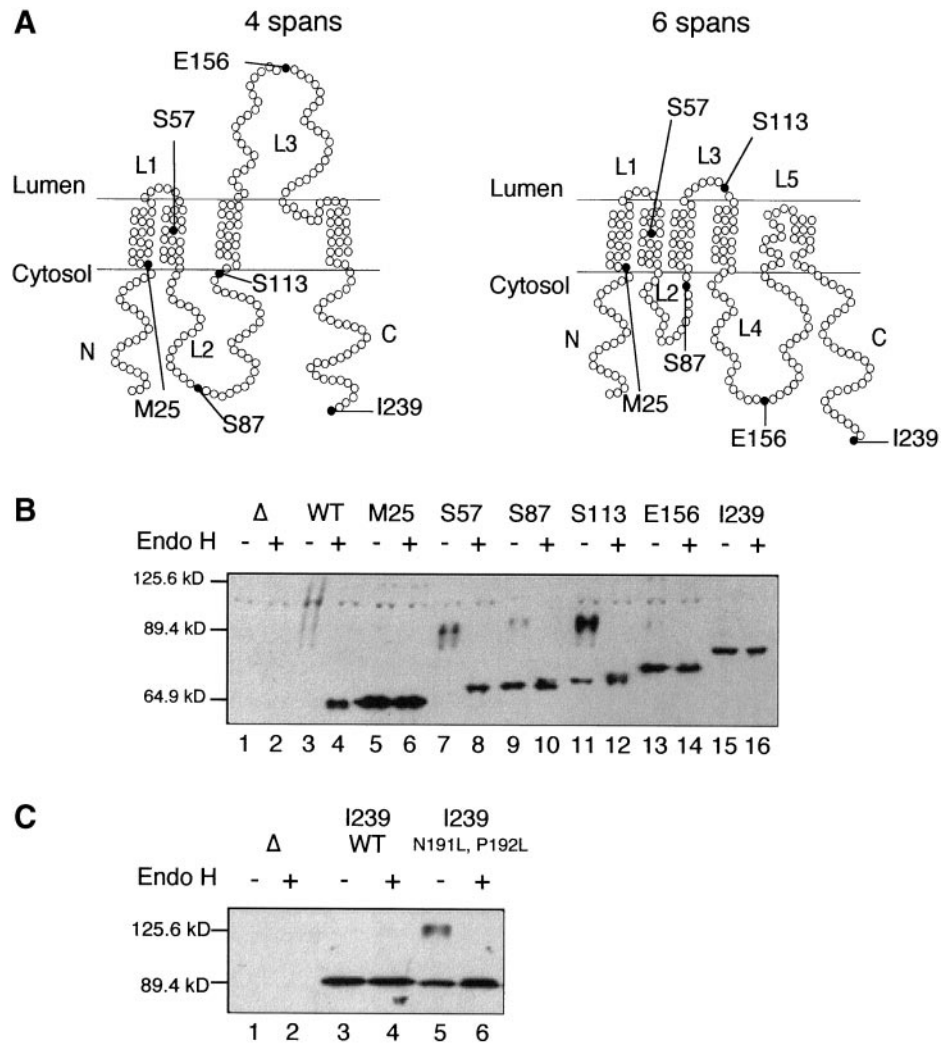 A
4 spans
6 spans
E156
S57
L3
L1
Lumen
Cytosol
S113
L2
N
C
M25
S87
I239
S57
S113
L3
L1
L5
Lumen
Cytosol
L2
L4
N
C
S87
M25
E156
I239
B
Δ WT M25 S57 S87 S113 E156 I239
Endo H - + - + - + - + - + - + - + - +
125.6 kD
89.4 kD
64.9 kD
1 2 3 4 5 6 7 8 9 10 11 12 13 14 15 16
C
I239 I239
Δ WT N191L, P192L
Endo H - + - + - +
125.6 kD
89.4 kD
1 2 3 4 5 6